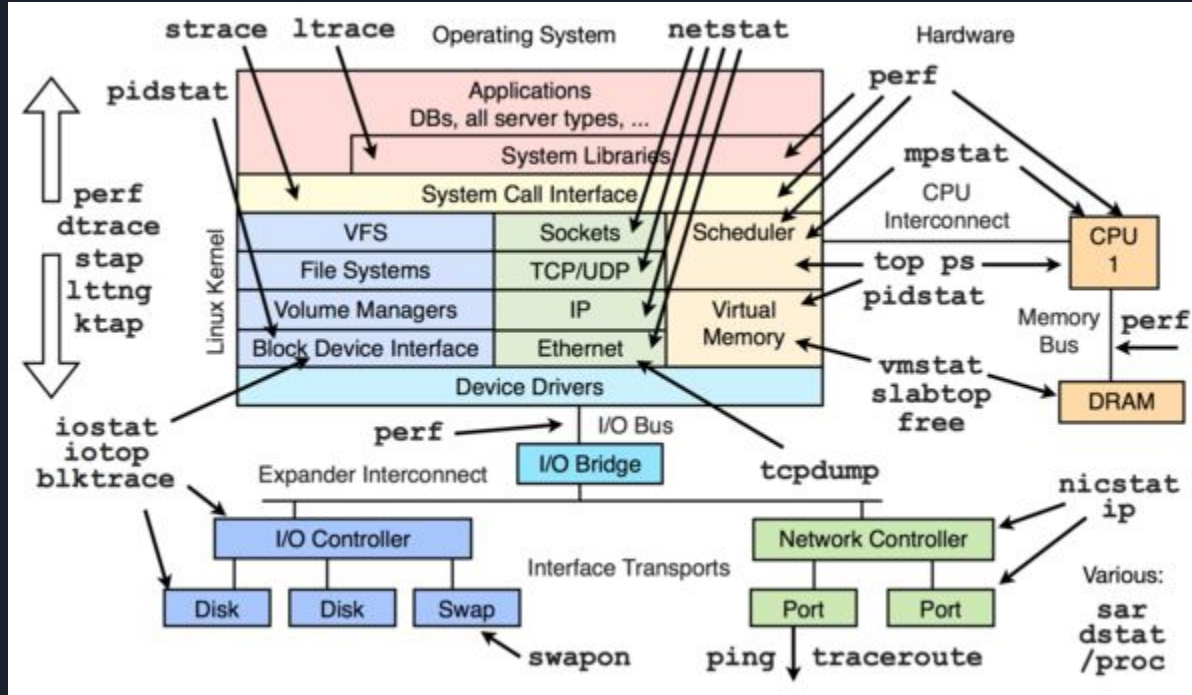 strace ltrace Operating System netstat Hardware
pidstat
Applications
DBs, all server types, ...
System Libraries
System Call Interface
perf
mpstat
CPU
Interconnect
perf
dtrace
stap
lttng
ktap
Linux Kernel
VFS
File Systems
Volume Managers
Block Device Interface
Sockets
TCP/UDP
IP
Ethernet
Scheduler
Virtual
Memory
Device Drivers
CPU
1
top ps
pidstat
Memory
Bus
perf
vmstat
slabtop
free
DRAM
iostat
iotop
blktrace
perf
I/O Bus
I/O Bridge
tcpdump
Expander Interconnect
nicstat
ip
I/O Controller
Network Controller
Interface Transports
Disk
Disk
Swap
Port
Port
Various:
sar
dstat
/proc
swapon
ping traceroute